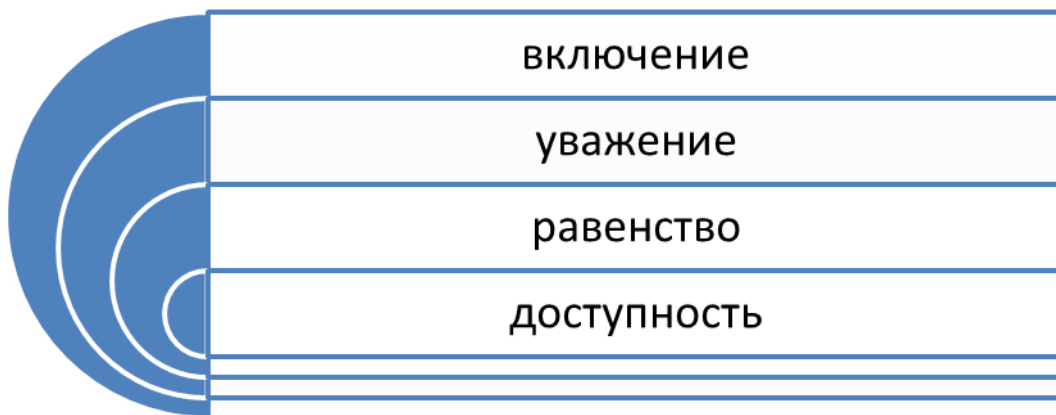 включение
уважение
равенство
доступность